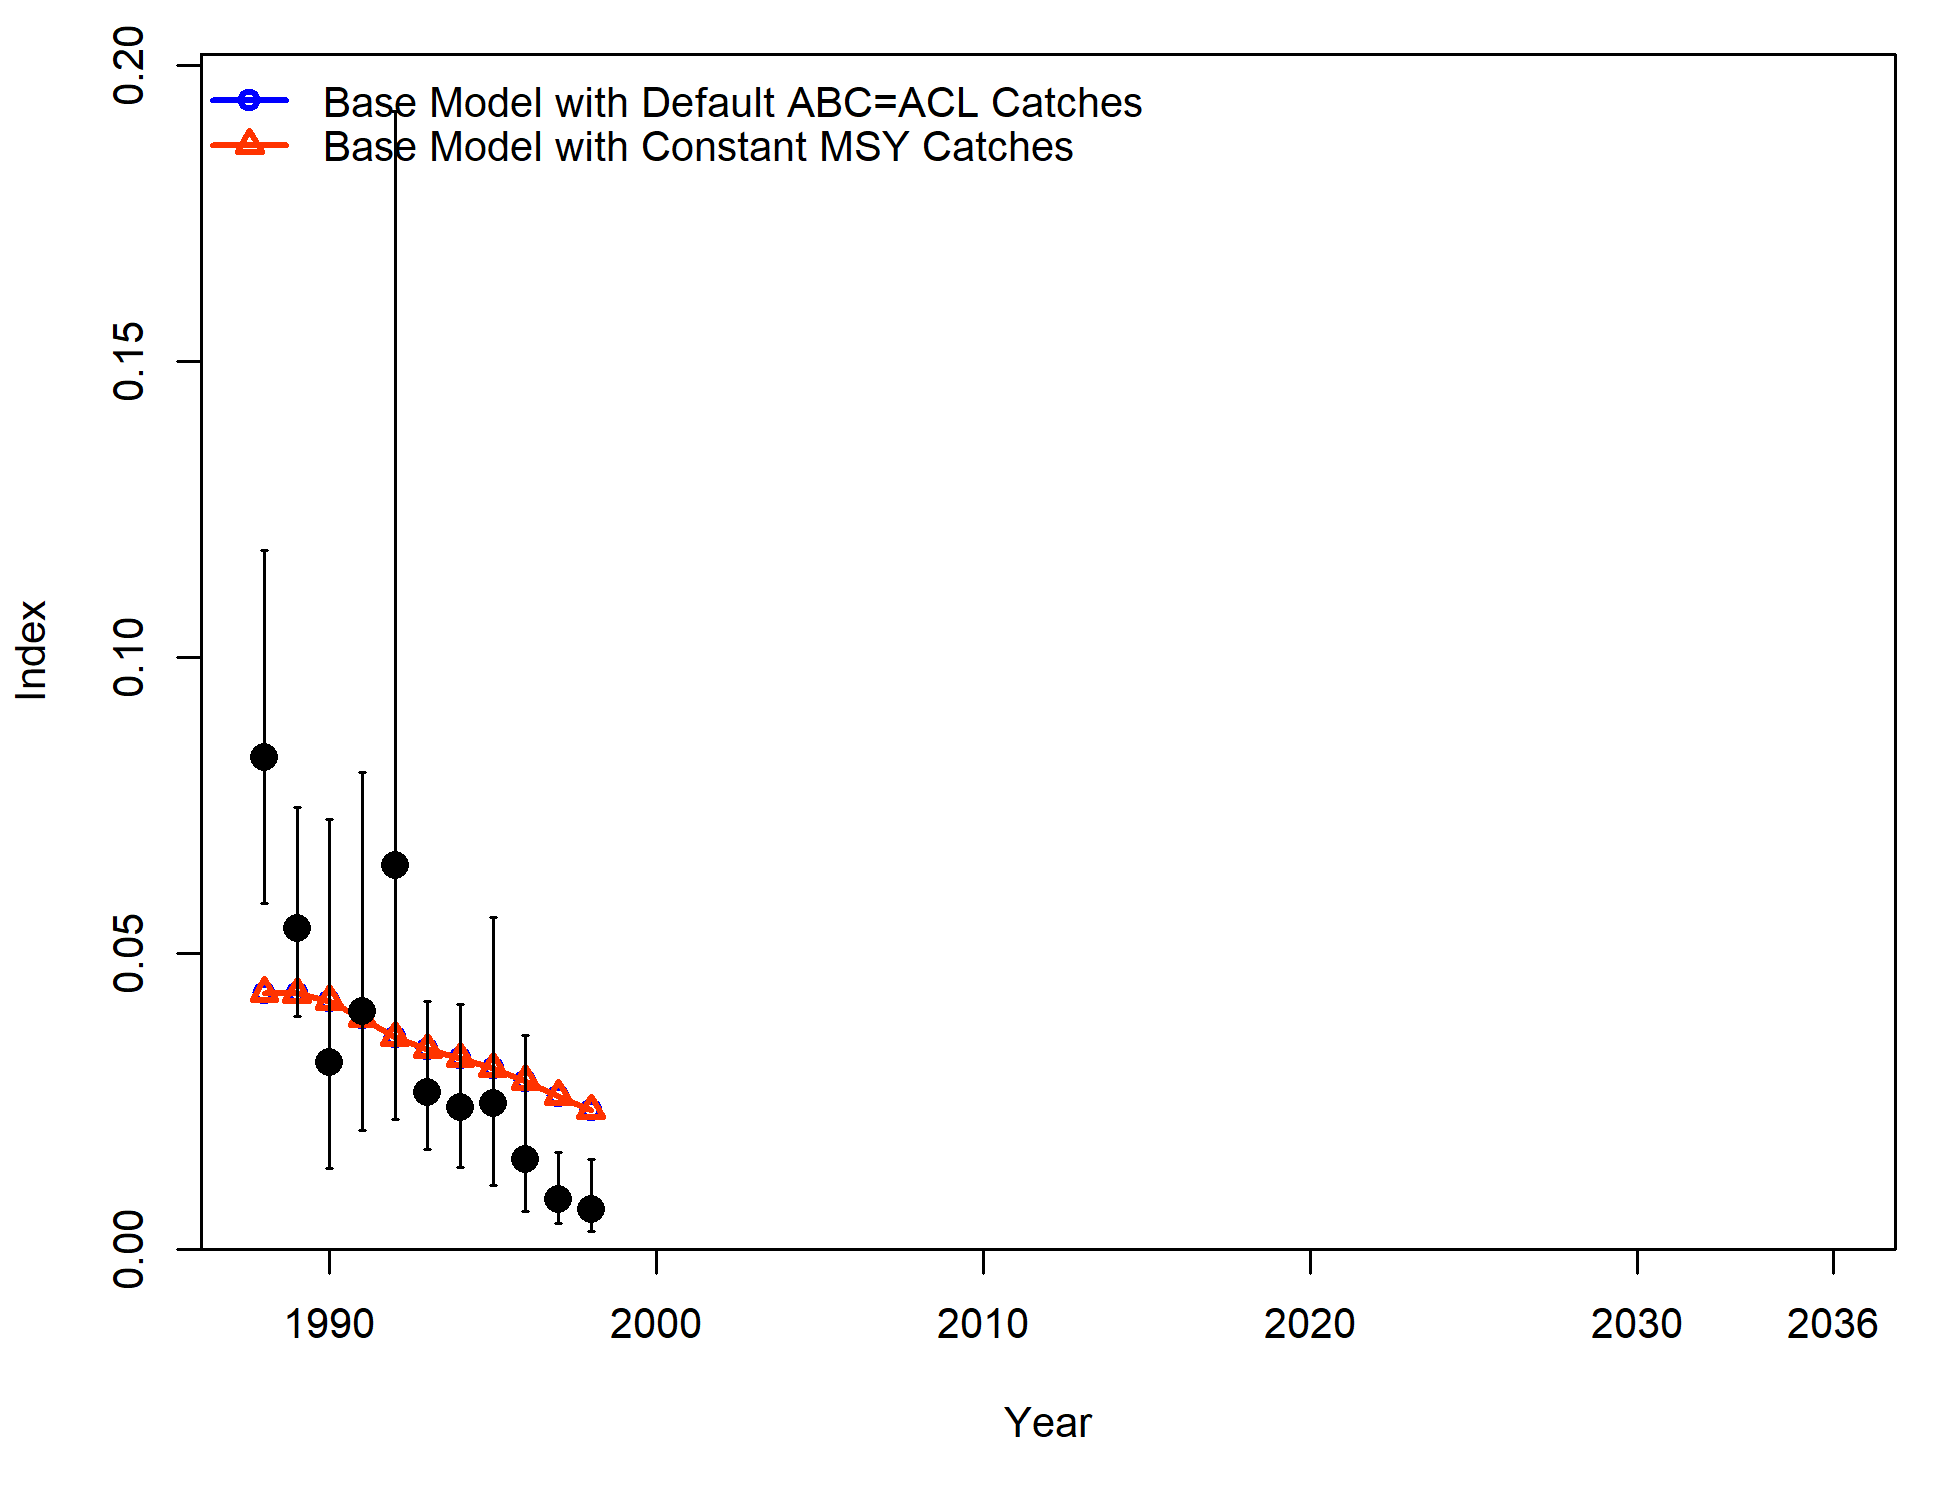 Base Model with Default ABC=ACL Catches
Base Model with Constant MSY Catches
0.20
0.15
0.10
0.05
0.00
Index
1990 2000 2010 2020 2030 2036
Year